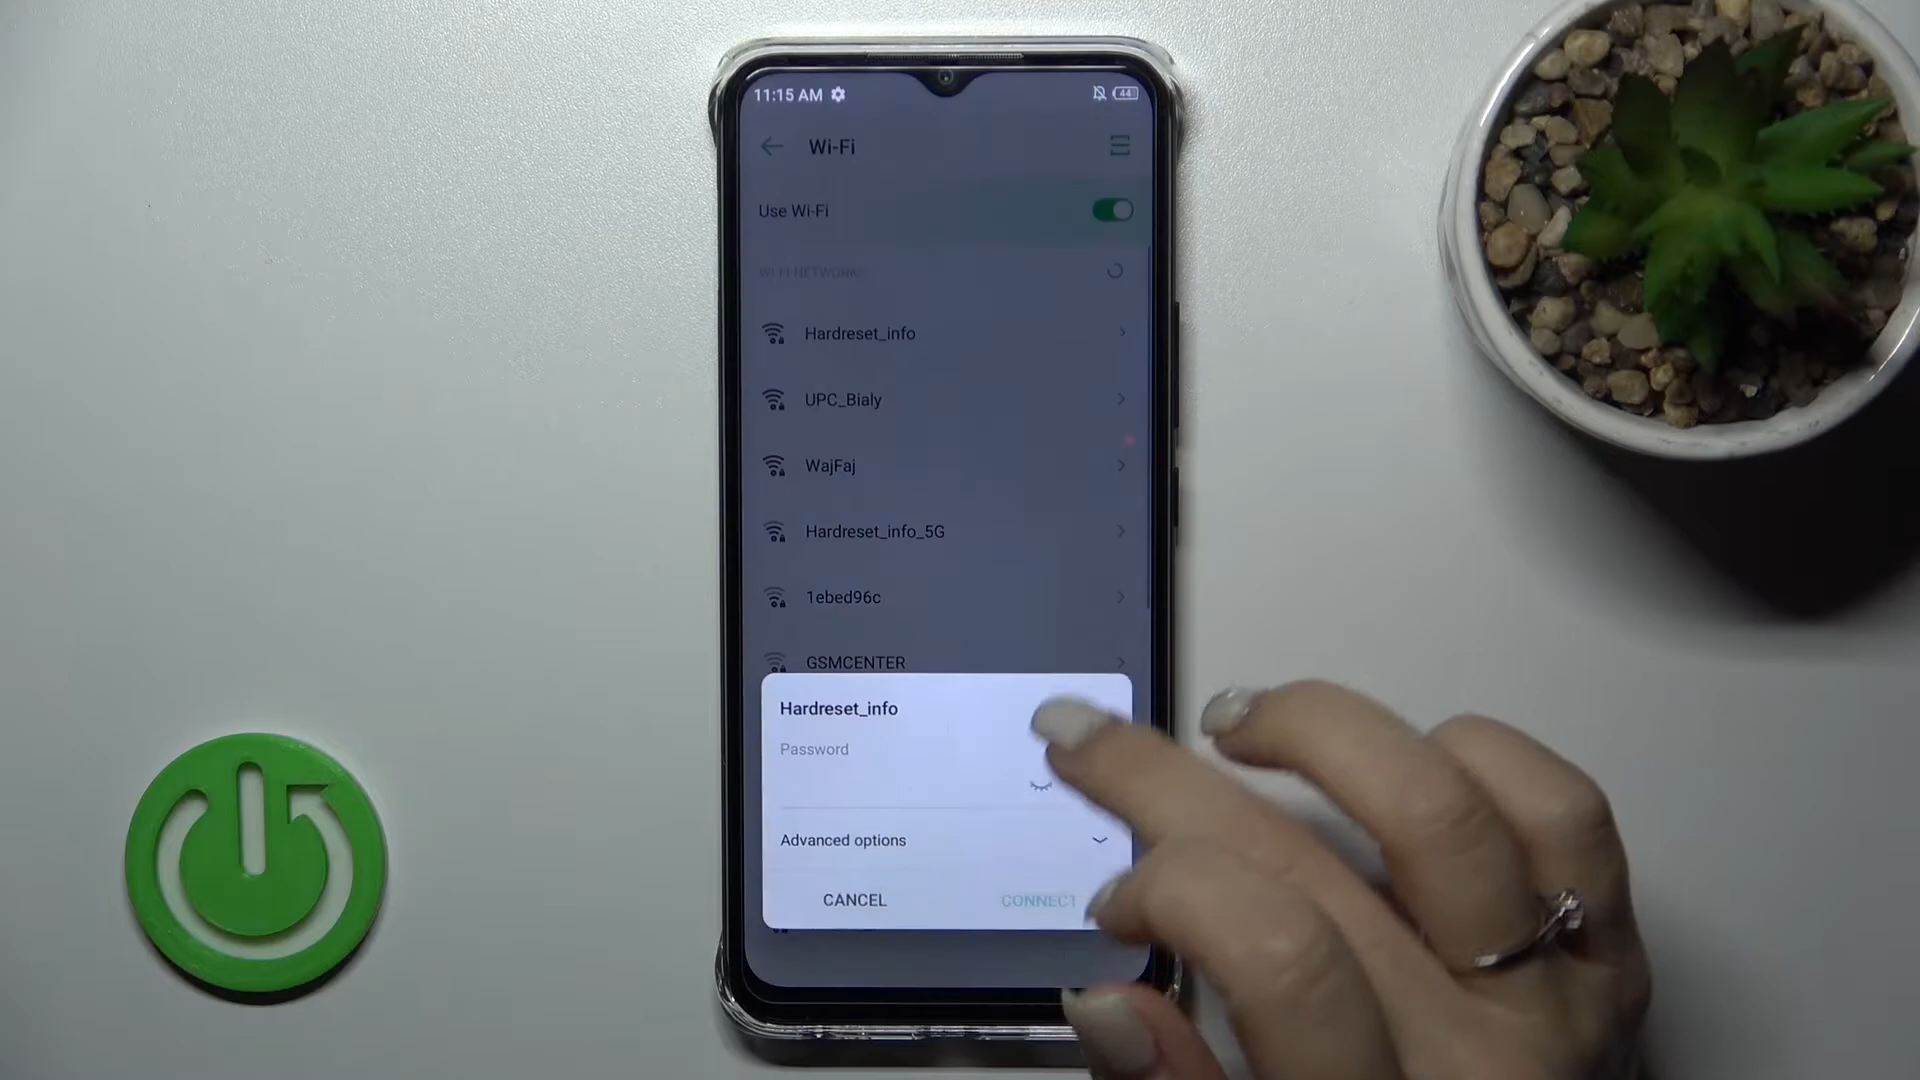 11:15 AM
44
Wi-Fi
Use Wi-Fi
WI-FI NETWORKS
Hardreset_info
UPC_Bialy
WajFaj
Hardreset_info_5G
1ebed96c
GSMCENTER
Hardreset_info
Password
Advanced options
CANCEL
CONNECT